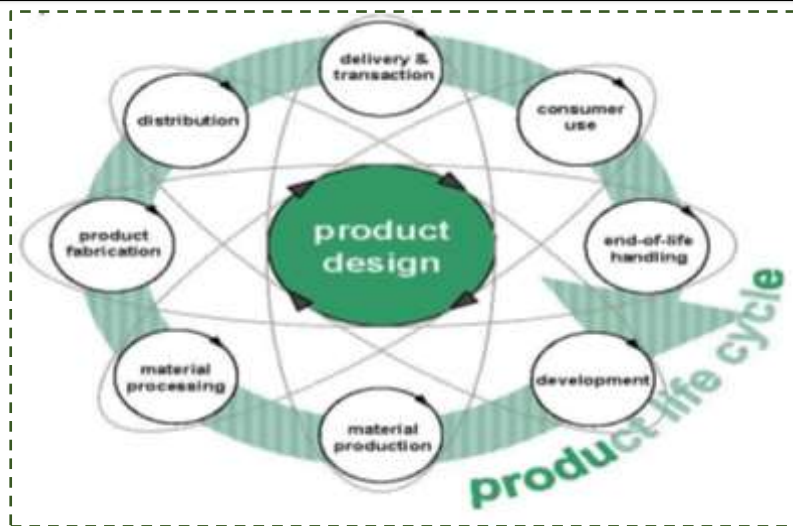 delivery &
transaction
distribution
consumer
use
product
fabrication
product
design
end-of-life
handling
material
processing
development
material
production
product life cycle